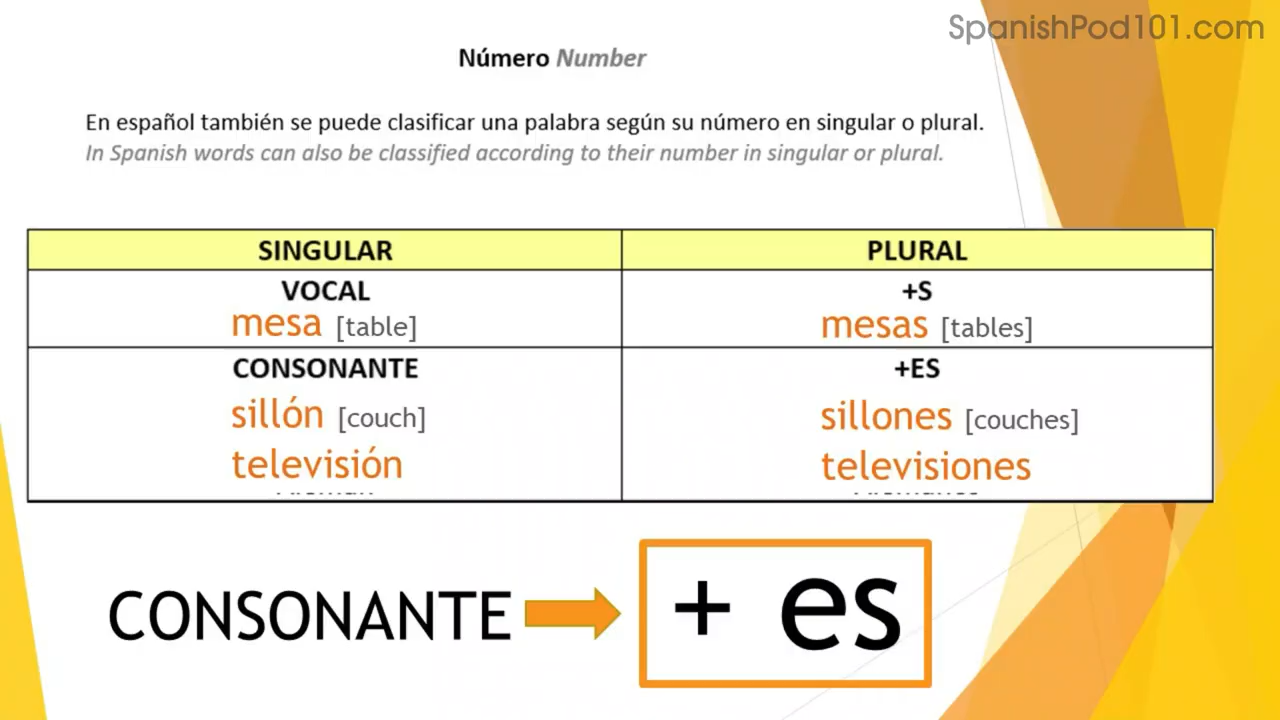 SpanishPod101.com
Número Number
En español también se puede clasificar una palabra según su número en singular o plural.
In Spanish words can also be classified according to their number in singular or plural.
SINGULAR PLURAL
VOCAL +S
mesa [table] mesas [tables]
CONSONANTE +ES
sillón [couch] sillones [couches]
televisión televisiones
CONSONANTE + es